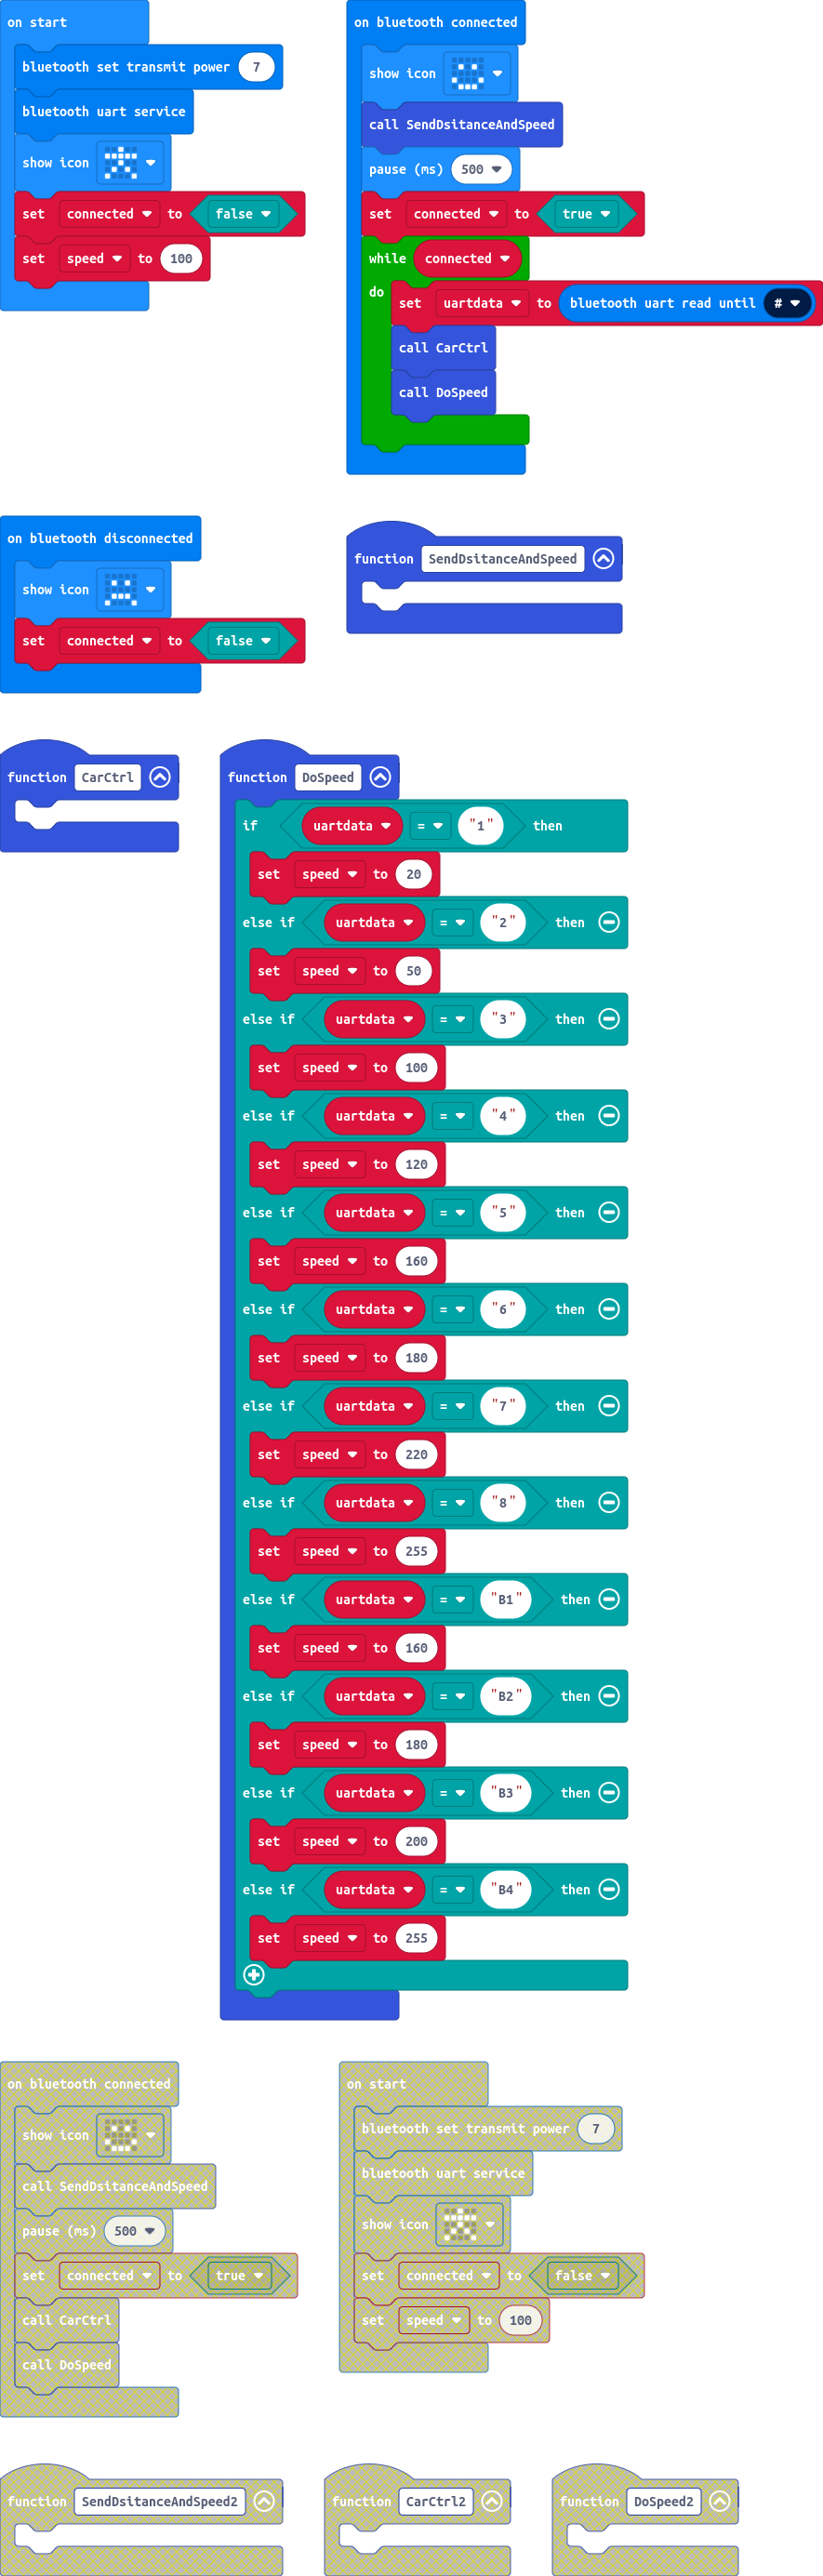 on start
bluetooth set transmit power 7
bluetooth uart service
show icon
set connected to false
set speed to 100
on bluetooth connected
show icon
call SendDsitanceAndSpeed
pause (ms) 500
set connected to true
while connected
do set uartdata to bluetooth uart read until #
call CarCtrl
call DoSpeed
on bluetooth disconnected
show icon
set connected to false
function SendDsitanceAndSpeed
function CarCtrl
function DoSpeed
if uartdata = "1" then
set speed to 20
else if uartdata = "2" then
set speed to 50
else if uartdata = "3" then
set speed to 100
else if uartdata = "4" then
set speed to 120
else if uartdata = "5" then
set speed to 160
else if uartdata = "6" then
set speed to 180
else if uartdata = "7" then
set speed to 220
else if uartdata = "8" then
set speed to 255
else if uartdata = "B1" then
set speed to 160
else if uartdata = "B2" then
set speed to 180
else if uartdata = "B3" then
set speed to 200
else if uartdata = "B4" then
set speed to 255
on bluetooth connected
show icon
call SendDsitanceAndSpeed
pause (ms) 500
set connected to true
call CarCtrl
call DoSpeed
on start
bluetooth set transmit power 7
bluetooth uart service
show icon
set connected to false
set speed to 100
function SendDsitanceAndSpeed2
function CarCtrl2
function DoSpeed2